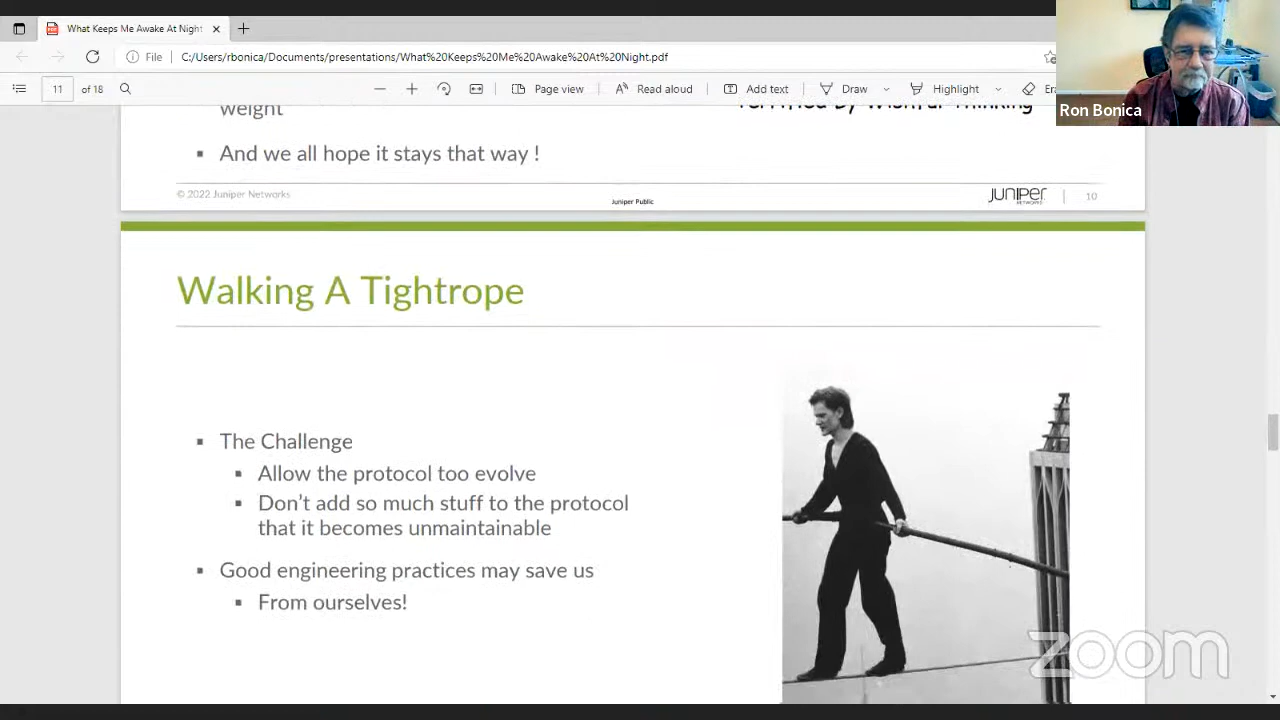 What Keeps Me Awake At Night
File
C:/Users/rbonica/Documents/presentations/What%20Keeps%20Me%20Awake%20At%20Night.pdf
11 of 18
Page view
Read aloud
Add text
Draw
Highlight
Ron Bonica
weight
And we all hope it stays that way !
© 2022 Juniper Networks
Juniper Public
JUNIPER
NETWORKS
10
Walking A Tightrope
The Challenge
Allow the protocol too evolve
Don't add so much stuff to the protocol
that it becomes unmaintainable
Good engineering practices may save us
From ourselves!
zoom